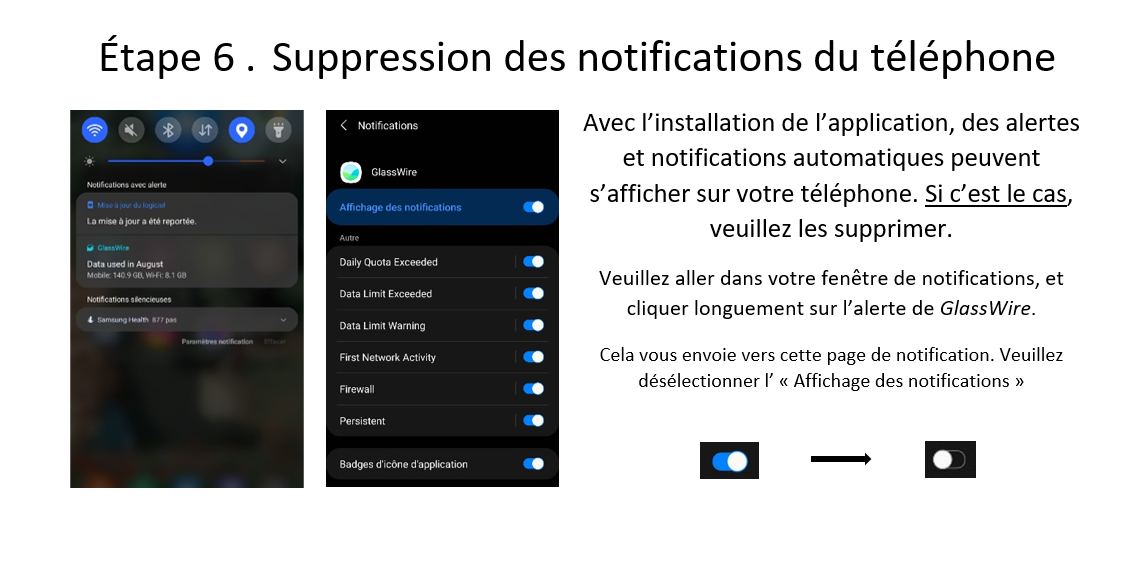 Étape 6 . Suppression des notifications du téléphone
Notifications avec alerte
Mise à jour du logiciel
La mise à jour a été reportée.
GlassWire
Data used in August
Mobile: 140.9 GB, Wi-Fi: 8.1 GB
Notifications silencieuses
Samsung Health 877 pas
Paramètres notification Effacer
Notifications
GlassWire
Affichage des notifications
Autre
Daily Quota Exceeded
Data Limit Exceeded
Data Limit Warning
First Network Activity
Firewall
Persistent
Badges d'icône d'application
Avec l’installation de l’application, des alertes
et notifications automatiques peuvent
s’afficher sur votre téléphone. Si c’est le cas,
veuillez les supprimer.
Veuillez aller dans votre fenêtre de notifications, et
cliquer longuement sur l’alerte de GlassWire.
Cela vous envoie vers cette page de notification. Veuillez
désélectionner l’ « Affichage des notifications »